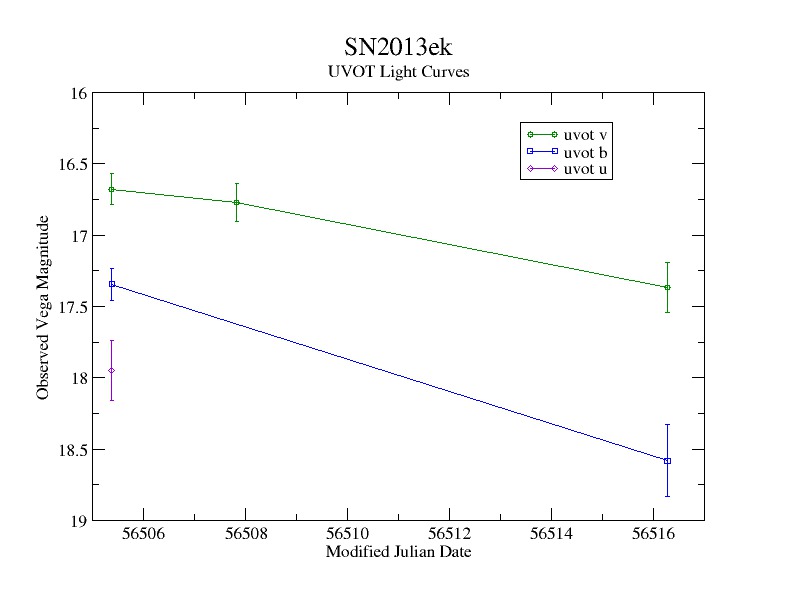 SN2013ek
UVOT Light Curves
uvot v
uvot b
uvot u
Observed Vega Magnitude
16
16.5
17
17.5
18
18.5
19
56506 56508 56510 56512 56514 56516
Modified Julian Date